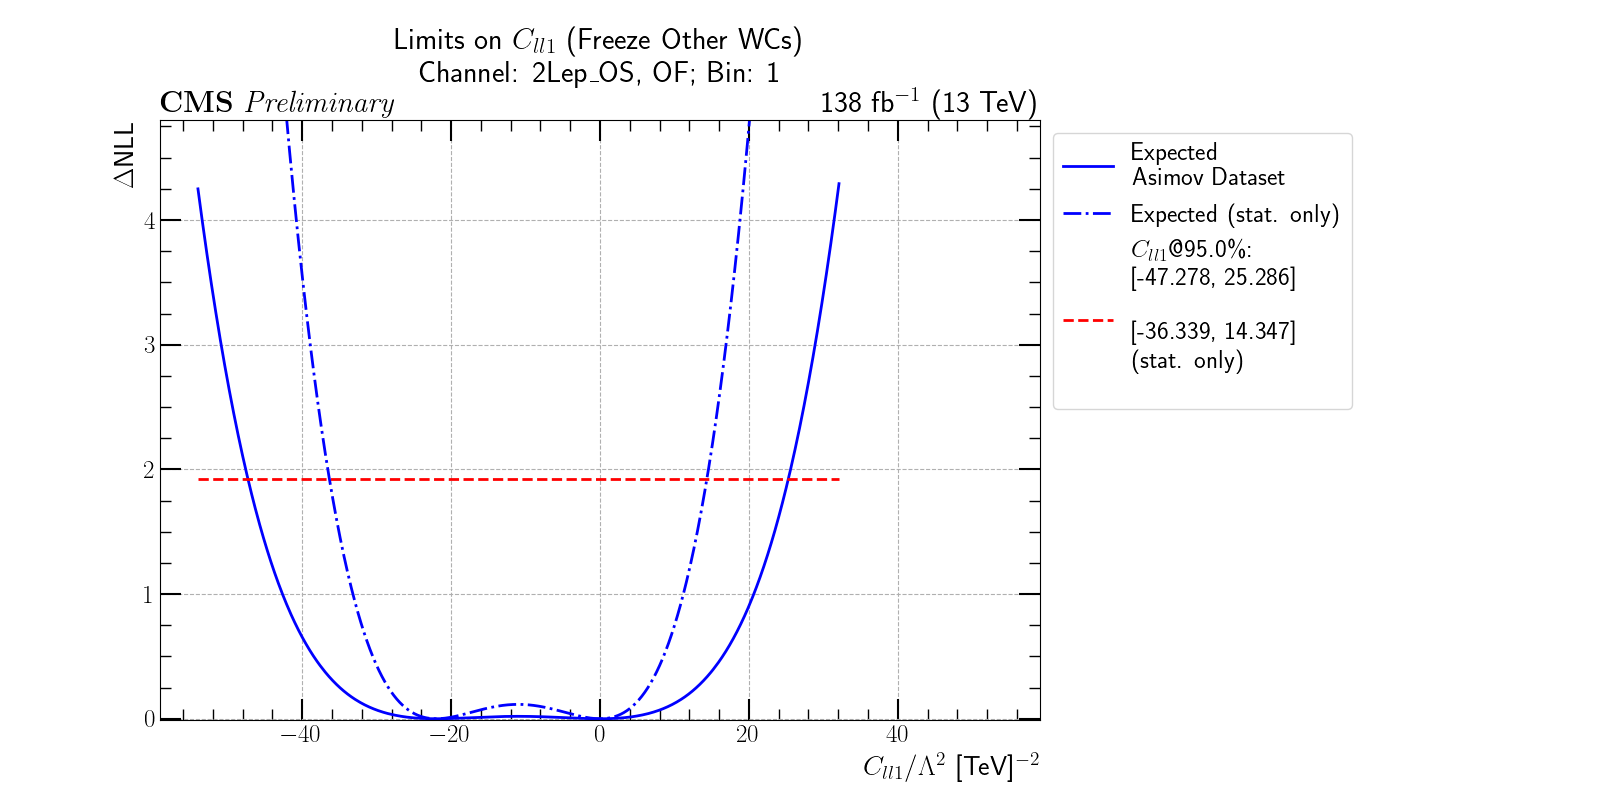 Limits on C_{ll1} (Freeze Other WCs)
Channel: 2Lep_OS, OF; Bin: 1
CMS Preliminary
138 fb^{-1} (13 TeV)
ΔNLL
4
3
2
1
0
−40
−20
0
20
40
C_{ll1}/Λ^{2} [TeV]^{-2}
Expected
Asimov Dataset
Expected (stat. only)
C_{ll1}@95.0%:
[-47.278, 25.286]
[-36.339, 14.347]
(stat. only)